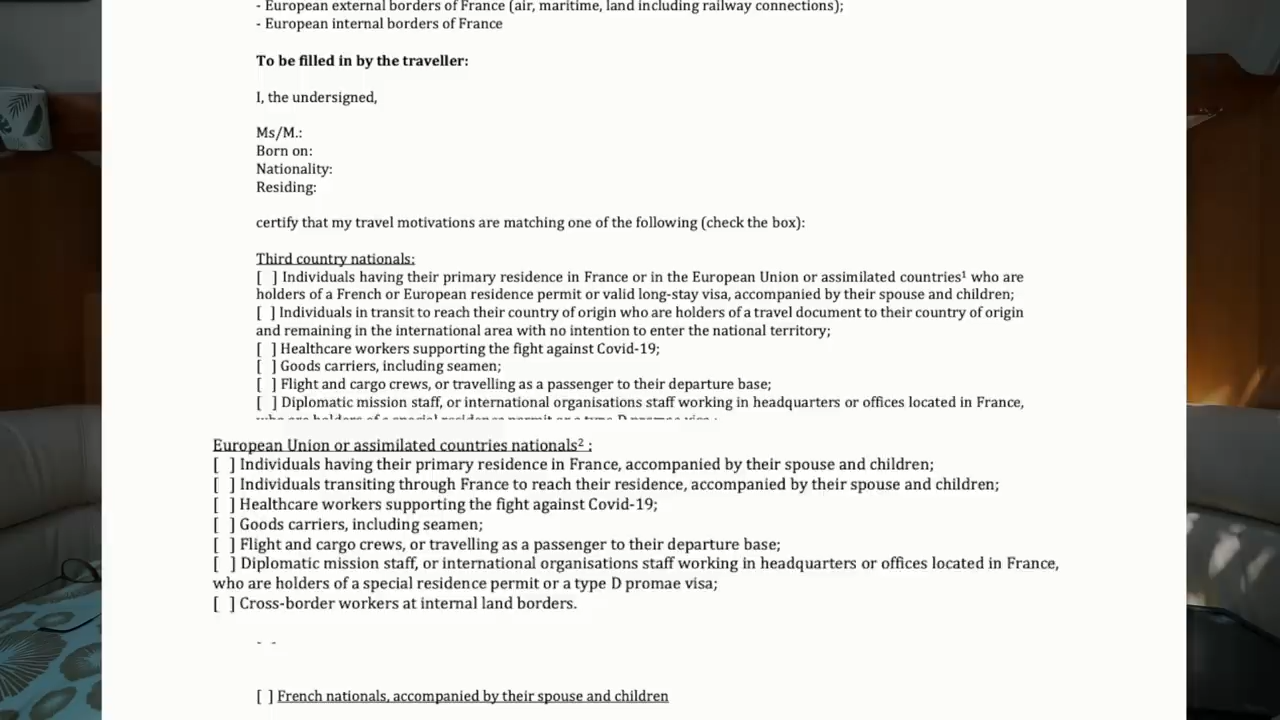 - European external borders of France (air, maritime, land including railway connections);
- European internal borders of France
To be filled in by the traveller:
I, the undersigned,
Ms/M.:
Born on:
Nationality:
Residing:
certify that my travel motivations are matching one of the following (check the box):
Third country nationals:
[ ] Individuals having their primary residence in France or in the European Union or assimilated countries¹ who are
holders of a French or European residence permit or valid long-stay visa, accompanied by their spouse and children;
[ ] Individuals in transit to reach their country of origin who are holders of a travel document to their country of origin
and remaining in the international area with no intention to enter the national territory;
[ ] Healthcare workers supporting the fight against Covid-19;
[ ] Goods carriers, including seamen;
[ ] Flight and cargo crews, or travelling as a passenger to their departure base;
[ ] Diplomatic mission staff, or international organisations staff working in headquarters or offices located in France,
who are holders of a special residence permit or a type D promae visa;
European Union or assimilated countries nationals² :
[ ] Individuals having their primary residence in France, accompanied by their spouse and children;
[ ] Individuals transiting through France to reach their residence, accompanied by their spouse and children;
[ ] Healthcare workers supporting the fight against Covid-19;
[ ] Goods carriers, including seamen;
[ ] Flight and cargo crews, or travelling as a passenger to their departure base;
[ ] Diplomatic mission staff, or international organisations staff working in headquarters or offices located in France,
who are holders of a special residence permit or a type D promae visa;
[ ] Cross-border workers at internal land borders.
[ ] French nationals, accompanied by their spouse and children